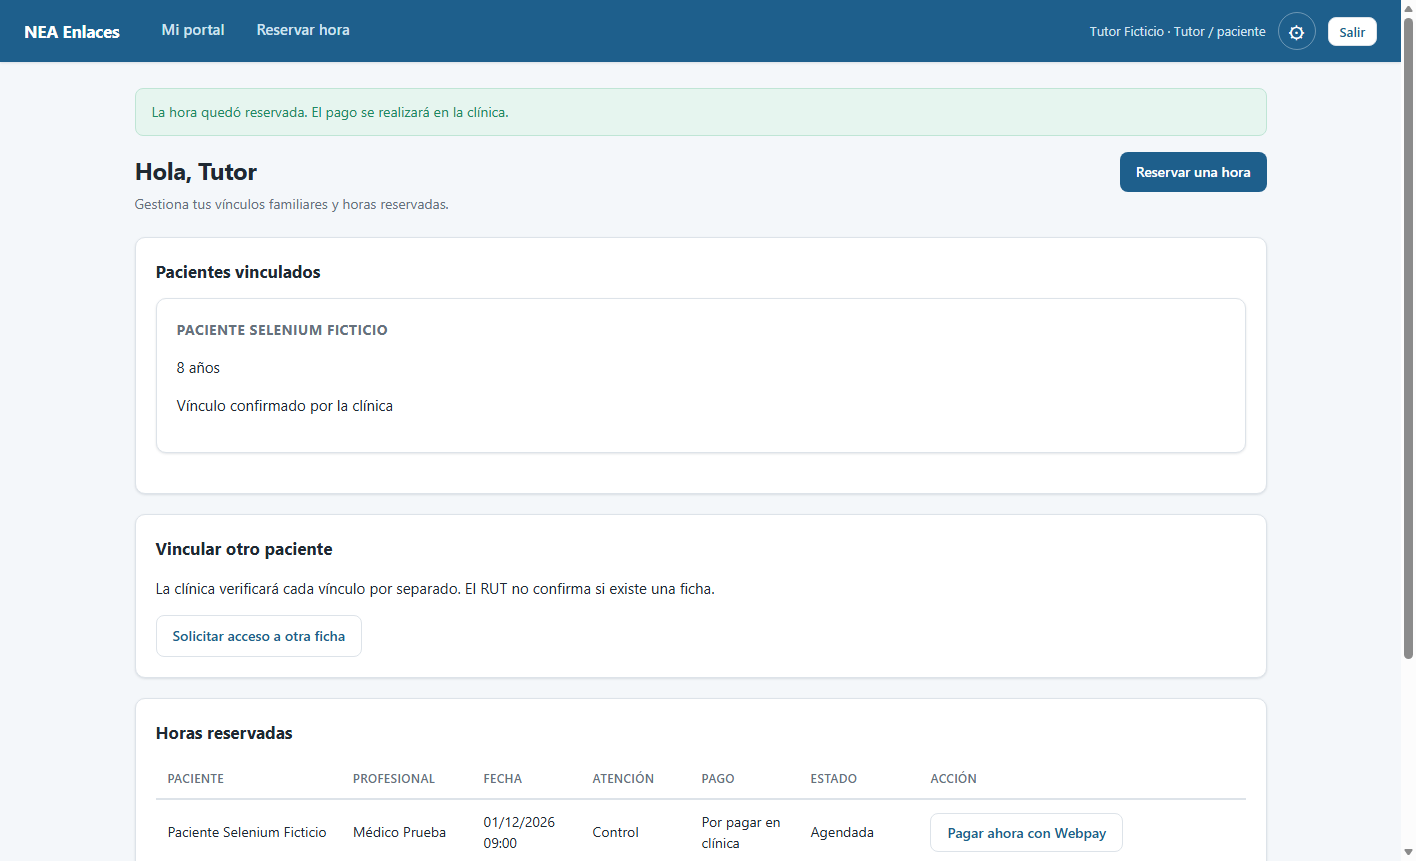 NEA Enlaces
Mi portal
Reservar hora
Tutor Ficticio · Tutor / paciente
Salir
La hora quedó reservada. El pago se realizará en la clínica.
Hola, Tutor
Reservar una hora
Gestiona tus vínculos familiares y horas reservadas.
Pacientes vinculados
PACIENTE SELENIUM FICTICIO
8 años
Vínculo confirmado por la clínica
Vincular otro paciente
La clínica verificará cada vínculo por separado. El RUT no confirma si existe una ficha.
Solicitar acceso a otra ficha
Horas reservadas
PACIENTE PROFESIONAL FECHA ATENCIÓN PAGO ESTADO ACCIÓN
Paciente Selenium Ficticio
Médico Prueba
01/12/2026
09:00
Control
Por pagar en
clínica
Agendada
Pagar ahora con Webpay